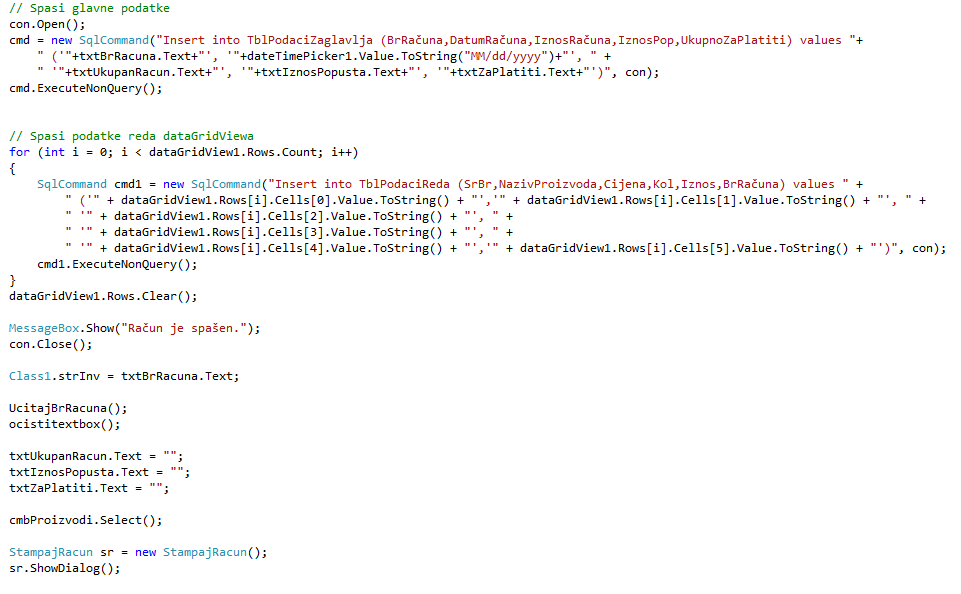 // Spasi glavne podatke
con.Open();
cmd = new SqlCommand("Insert into TblPodaciZaglavlja (BrRačuna,DatumRačuna,IznosRačuna,IznosPop,UkupnoZaPlatiti) values "+
    " ('"+txtBrRacuna.Text+"', '"+dateTimePicker1.Value.ToString("MM/dd/yyyy")+"', " +
    " '"+txtUkupanRacun.Text+"', '"+txtIznosPopusta.Text+"', '"+txtZaPlatiti.Text+"')", con);
cmd.ExecuteNonQuery();
// Spasi podatke reda dataGridViewa
for (int i = 0; i < dataGridView1.Rows.Count; i++)
{
    SqlCommand cmd1 = new SqlCommand("Insert into TblPodaciReda (SrBr,NazivProizvoda,Cijena,Kol,Iznos,BrRačuna) values " +
        " ('" + dataGridView1.Rows[i].Cells[0].Value.ToString() + "','" + dataGridView1.Rows[i].Cells[1].Value.ToString() + "', " +
        " '" + dataGridView1.Rows[i].Cells[2].Value.ToString() + "', " +
        " '" + dataGridView1.Rows[i].Cells[3].Value.ToString() + "', " +
        " '" + dataGridView1.Rows[i].Cells[4].Value.ToString() + "','" + dataGridView1.Rows[i].Cells[5].Value.ToString() + "')", con);
    cmd1.ExecuteNonQuery();
}
dataGridView1.Rows.Clear();
MessageBox.Show("Račun je spašen.");
con.Close();
Class1.strInv = txtBrRacuna.Text;
UcitajBrRacuna();
ocistitextbox();
txtUkupanRacun.Text = "";
txtIznosPopusta.Text = "";
txtZaPlatiti.Text = "";
cmbProizvodi.Select();
StampajRacun sr = new StampajRacun();
sr.ShowDialog();